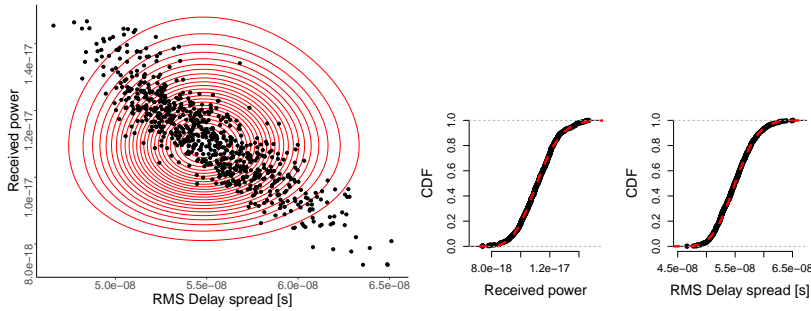 Received power
1.4e−17
1.2e−17
1.0e−17
8.0e−18
5.0e−08 5.5e−08 6.0e−08 6.5e−08
RMS Delay spread [s]
CDF
1.0
0.8
0.6
0.4
0.2
0.0
8.0e−18 1.2e−17
Received power
CDF
1.0
0.8
0.6
0.4
0.2
0.0
4.5e−08 5.5e−08 6.5e−08
RMS Delay spread [s]